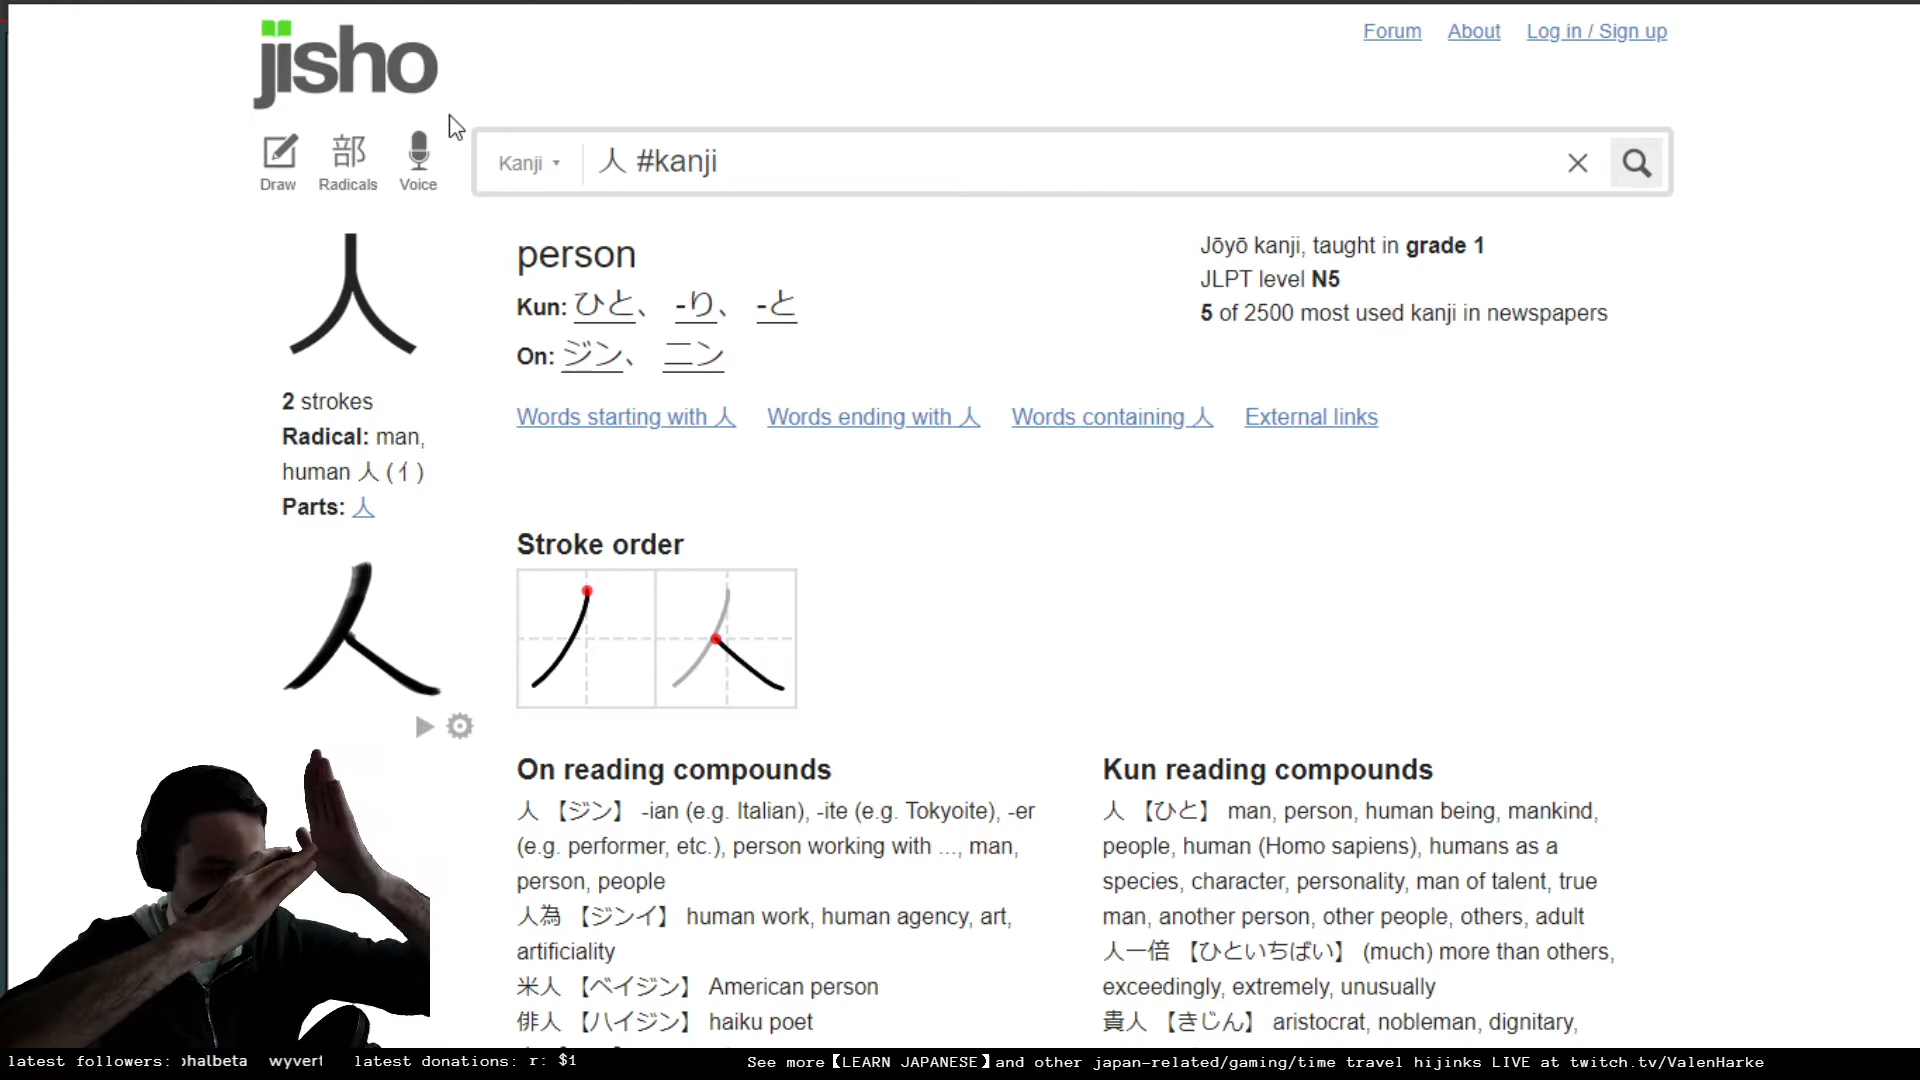 jisho
Forum About Log in / Sign up
Draw 部 Radicals Voice
Kanji 人 #kanji
人
2 strokes
Radical: man,
human 人 (亻)
Parts: 人
人
person
Kun: ひと、 -り、 -と
On: ジン、 ニン
Jōyō kanji, taught in grade 1
JLPT level N5
5 of 2500 most used kanji in newspapers
Words starting with 人 Words ending with 人 Words containing 人 External links
Stroke order
On reading compounds
人 【ジン】 -ian (e.g. Italian), -ite (e.g. Tokyoite), -er
(e.g. performer, etc.), person working with ..., man,
person, people
人為 【ジンイ】 human work, human agency, art,
artificiality
米人 【ベイジン】 American person
俳人 【ハイジン】 haiku poet
Kun reading compounds
人 【ひと】 man, person, human being, mankind,
people, human (Homo sapiens), humans as a
species, character, personality, man of talent, true
man, another person, other people, others, adult
人一倍 【ひといちばい】 (much) more than others,
exceedingly, extremely, unusually
貴人 【きじん】 aristocrat, nobleman, dignitary,
latest followers: halbeta wyvert latest donations: r: $1 See more【LEARN JAPANESE】and other japan-related/gaming/time travel hijinks LIVE at twitch.tv/ValenHarke